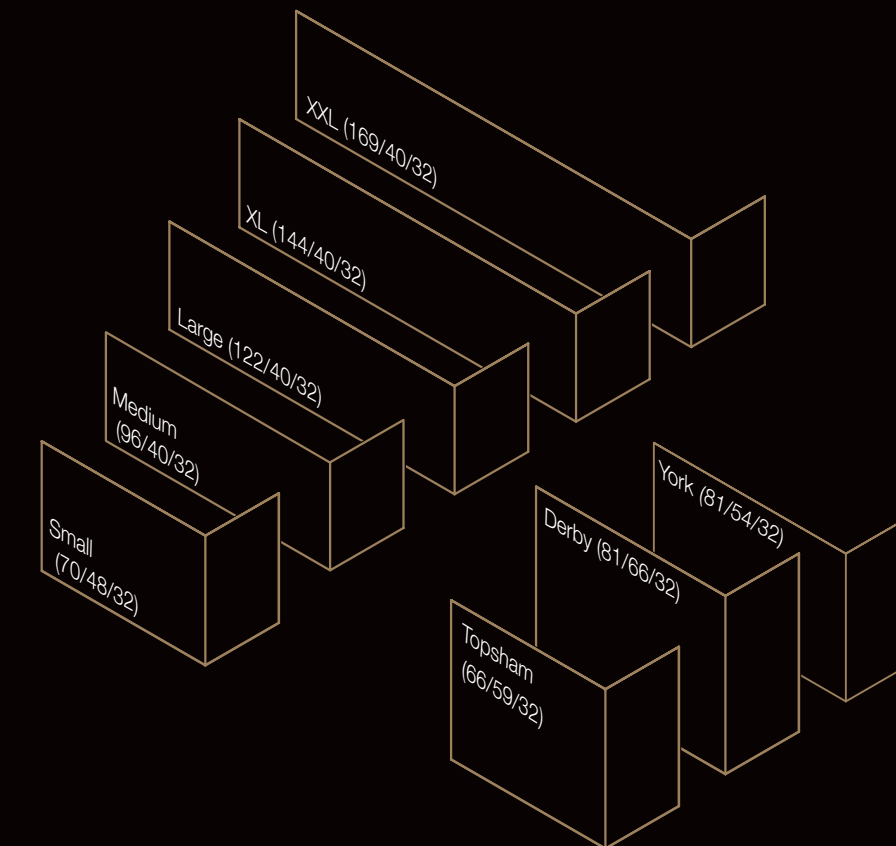 XXL (169/40/32)
XL (144/40/32)
Large (122/40/32)
Medium
(96/40/32)
Small
(70/48/32)
York (81/54/32)
Derby (81/66/32)
Topsham
(66/59/32)